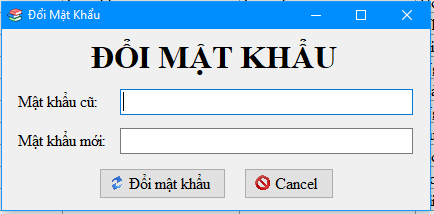 Đổi Mật Khẩu
ĐỔI MẬT KHẨU
Mật khẩu cũ:
Mật khẩu mới:
Đổi mật khẩu
Cancel